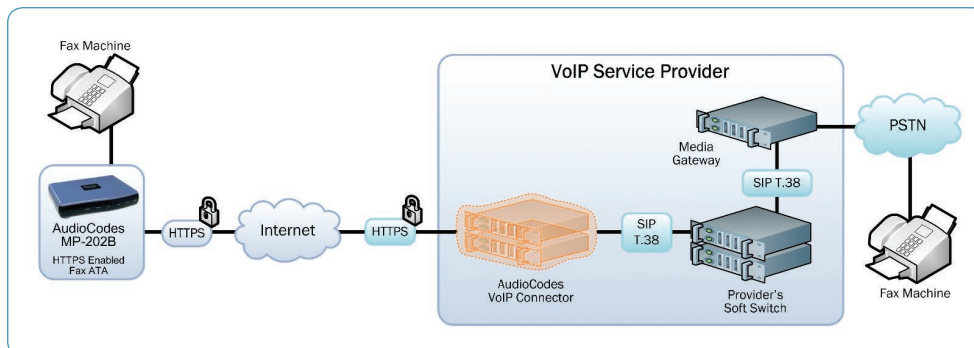 Fax Machine
AudioCodes
MP-202B
HTTPS Enabled
Fax ATA
HTTPS
Internet
HTTPS
VoIP Service Provider
AudioCodes
VoIP Connector
SIP
T.38
Media
Gateway
SIP T.38
Provider's
Soft Switch
PSTN
Fax Machine